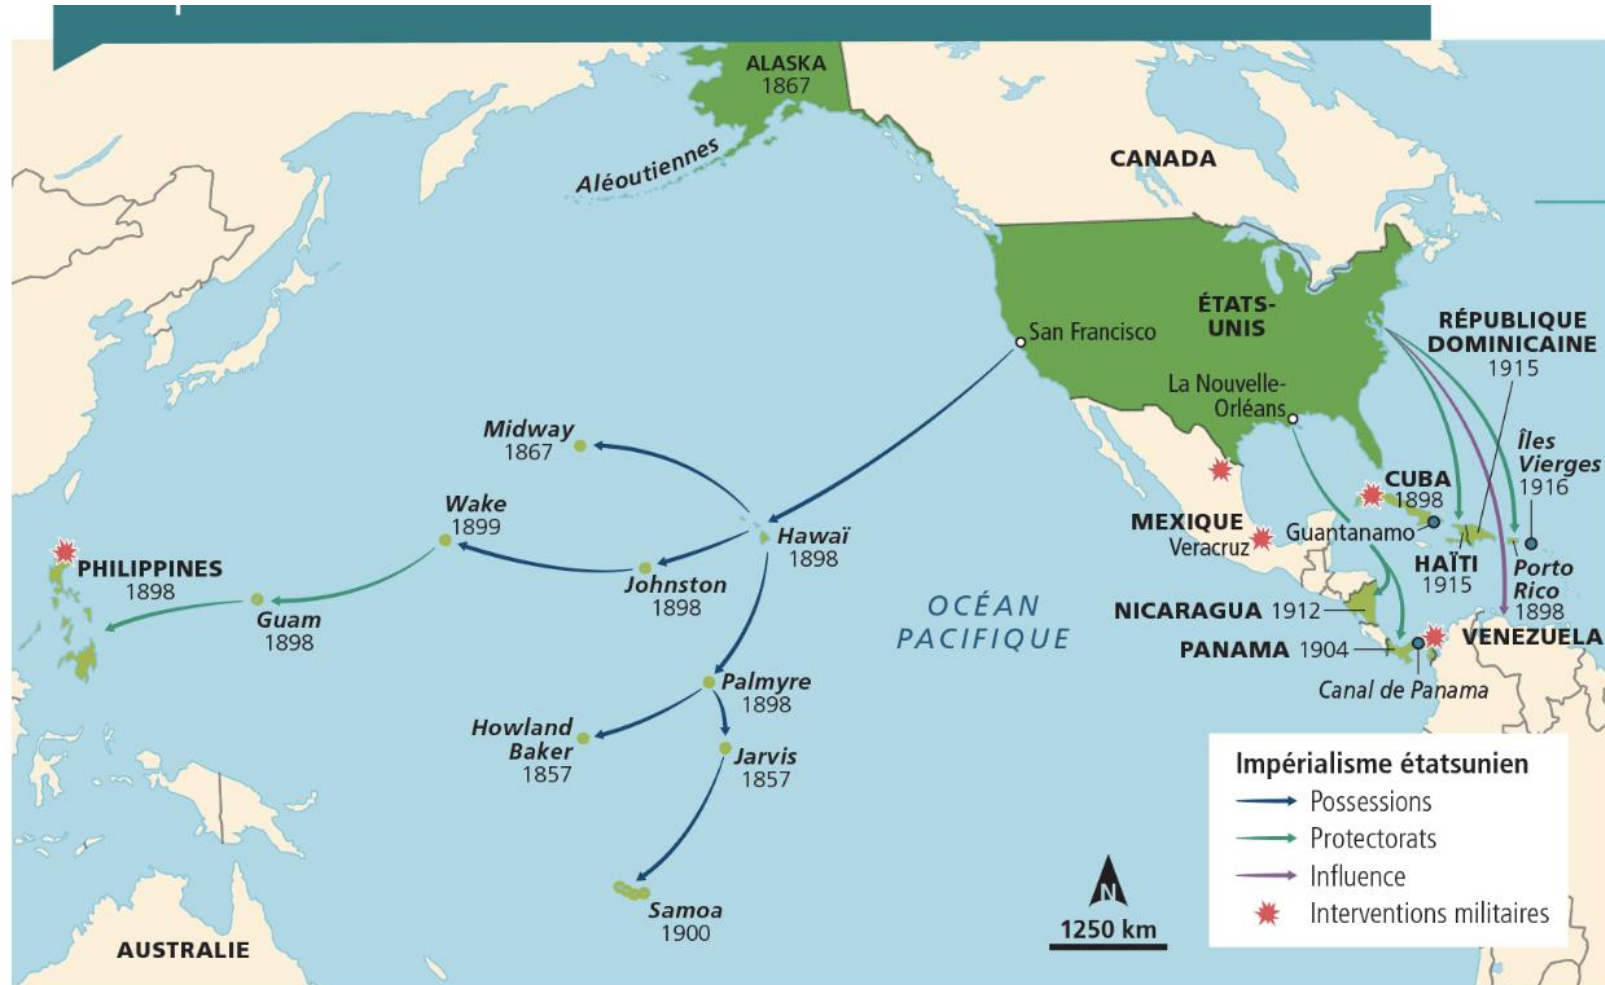 ALASKA
1867
Aléoutiennes
CANADA
ÉTATS-
UNIS
San Francisco
La Nouvelle-
Orléans
RÉPUBLIQUE
DOMINICAINE
1915
Îles
Vierges
1916
Midway
1867
Wake
1899
Hawaï
1898
Johnston
1898
PHILIPPINES
1898
Guam
1898
CUBA
1898
Guantanamo
MEXIQUE
Veracruz
HAÏTI
1915
Porto
Rico
1898
NICARAGUA 1912
PANAMA 1904
VENEZUELA
Canal de Panama
OCÉAN
PACIFIQUE
Palmyre
1898
Howland
Baker
1857
Jarvis
1857
Samoa
1900
AUSTRALIE
N
1250 km
Impérialisme étatsunien
Possessions
Protectorats
Influence
Interventions militaires